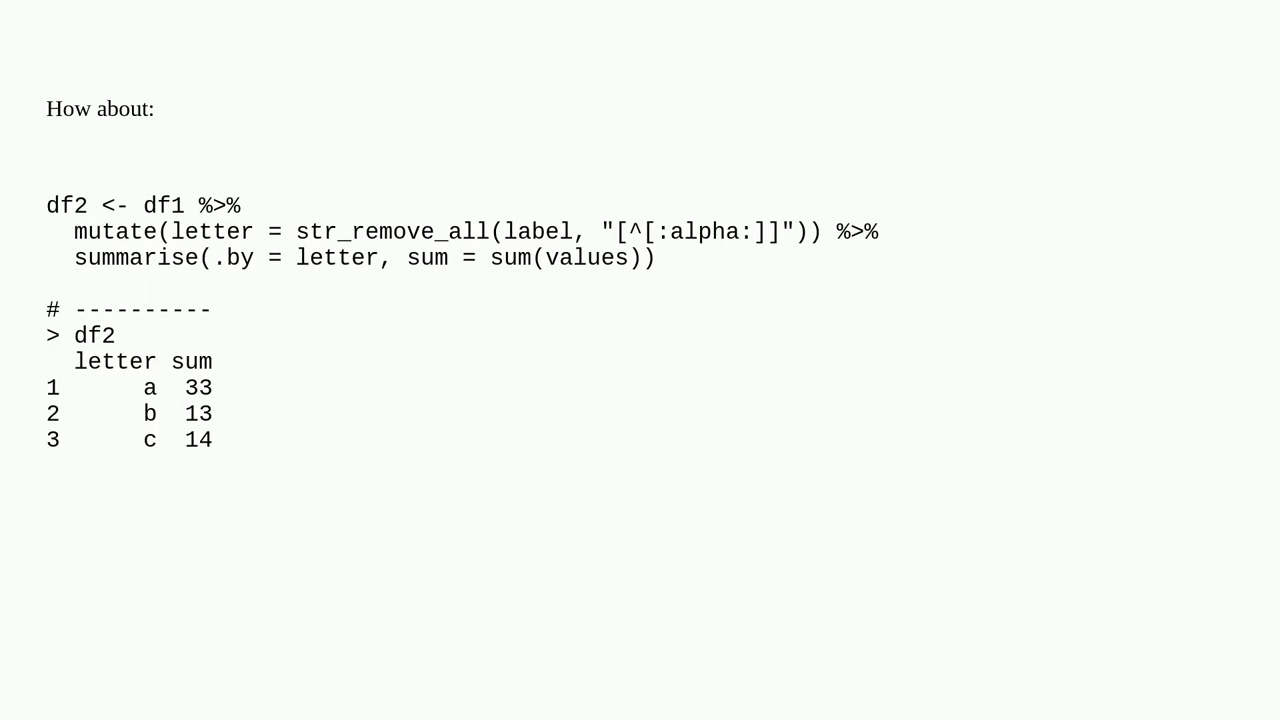 How about:
df2 <- df1 %>%
  mutate(letter = str_remove_all(label, "[^[:alpha:]]")) %>%
  summarise(.by = letter, sum = sum(values))
# ----------
> df2
  letter sum
1      a  33
2      b  13
3      c  14